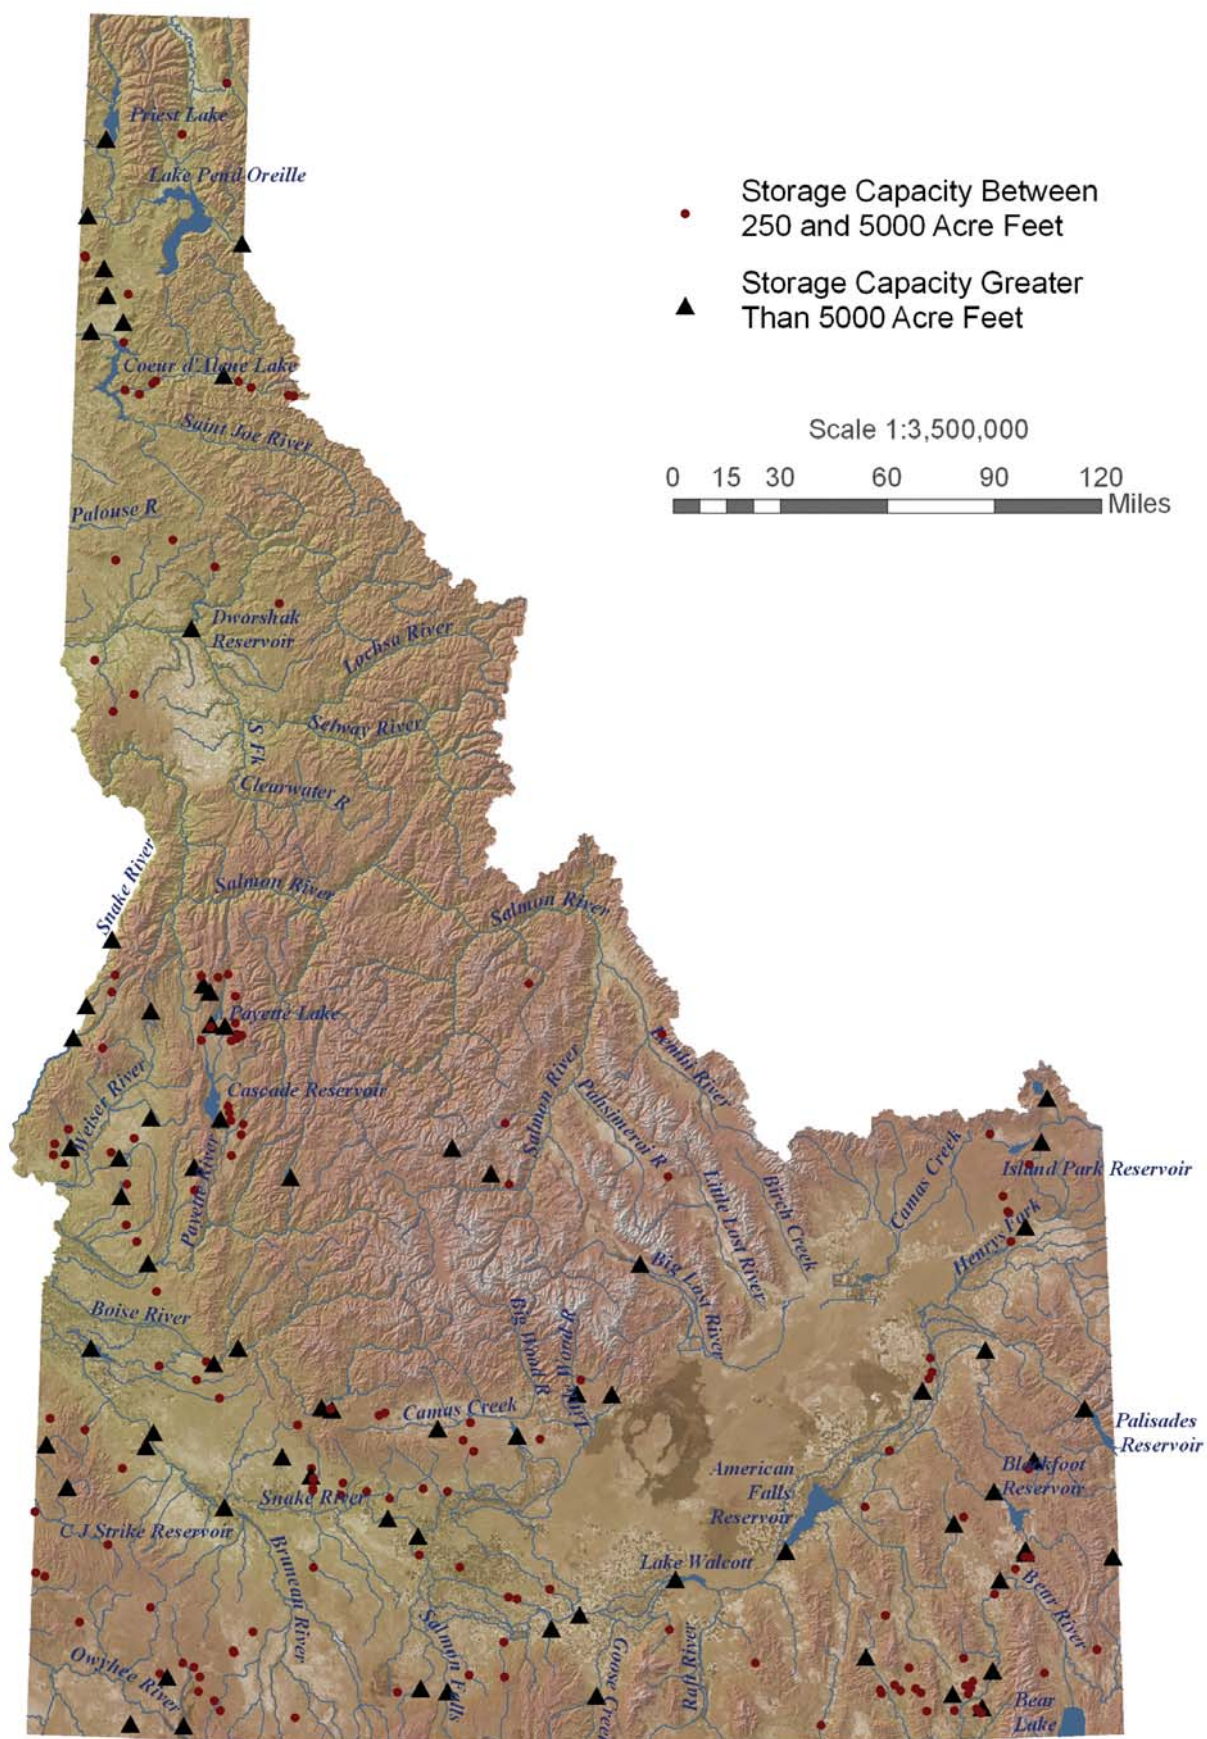 Priest Lake
Lake Pend Oreille
Storage Capacity Between
250 and 5000 Acre Feet
Storage Capacity Greater
Than 5000 Acre Feet
Coeur d'Alene Lake
Saint Joe River
Scale 1:3,500,000
0 15 30 60 90 120
Miles
Palouse R
Dworshak
Reservoir
Lochsa River
Selway River
S Fk
Clearwater R
Snake River
Salmon River
Salmon River
Payette Lake
Lemhi River
Cascade Reservoir
Weiser River
Salmon River
Pahsimeroi R
Payette River
Little Lost River
Birch Creek
Camas Creek
Island Park Reservoir
Henrys Fork
Big Lost River
Boise River
Big Wood R
Little Wood R
Camas Creek
Palisades
Reservoir
American
Falls
Reservoir
Blackfoot
Reservoir
Snake River
C J Strike Reservoir
Bruneau River
Lake Walcott
Bear River
Owyhee River
Salmon Falls
Goose Creek
Raft River
Bear
Lake